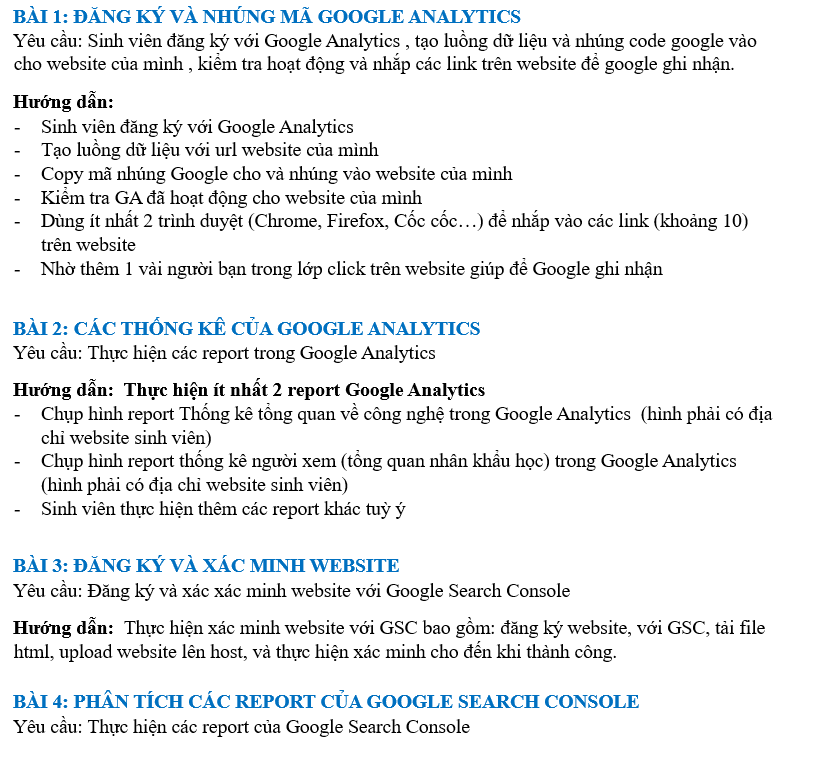 BÀI 1: ĐĂNG KÝ VÀ NHÚNG MÃ GOOGLE ANALYTICS
Yêu cầu: Sinh viên đăng ký với Google Analytics , tạo luồng dữ liệu và nhúng code google vào
cho website của mình , kiểm tra hoạt động và nhắp các link trên website để google ghi nhận.
Hướng dẫn:
- Sinh viên đăng ký với Google Analytics
- Tạo luồng dữ liệu với url website của mình
- Copy mã nhúng Google cho và nhúng vào website của mình
- Kiểm tra GA đã hoạt động cho website của mình
- Dùng ít nhất 2 trình duyệt (Chrome, Firefox, Cốc cốc…) để nhắp vào các link (khoảng 10)
trên website
- Nhờ thêm 1 vài người bạn trong lớp click trên website giúp để Google ghi nhận
BÀI 2: CÁC THỐNG KÊ CỦA GOOGLE ANALYTICS
Yêu cầu: Thực hiện các report trong Google Analytics
Hướng dẫn: Thực hiện ít nhất 2 report Google Analytics
- Chụp hình report Thống kê tổng quan về công nghệ trong Google Analytics (hình phải có địa
chỉ website sinh viên)
- Chụp hình report thống kê người xem (tổng quan nhân khẩu học) trong Google Analytics
(hình phải có địa chỉ website sinh viên)
- Sinh viên thực hiện thêm các report khác tuỳ ý
BÀI 3: ĐĂNG KÝ VÀ XÁC MINH WEBSITE
Yêu cầu: Đăng ký và xác xác minh website với Google Search Console
Hướng dẫn: Thực hiện xác minh website với GSC bao gồm: đăng ký website, với GSC, tải file
html, upload website lên host, và thực hiện xác minh cho đến khi thành công.
BÀI 4: PHÂN TÍCH CÁC REPORT CỦA GOOGLE SEARCH CONSOLE
Yêu cầu: Thực hiện các report của Google Search Console